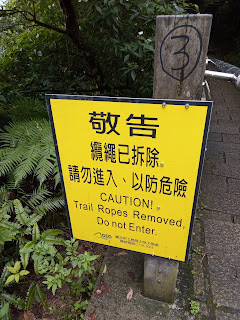 3
敬告
纜繩已拆除。
請勿進入、以防危險
CAUTION!
Trail Ropes Removed,
Do not Enter.